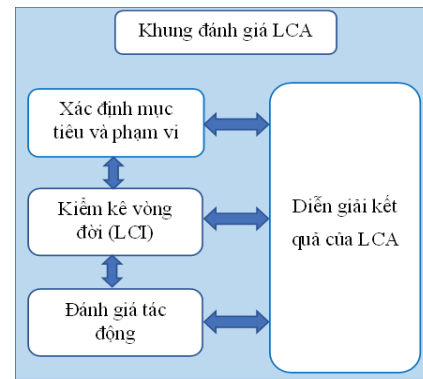 Khung đánh giá LCA
Xác định mục
tiêu và phạm vi
Kiểm kê vòng
đời (LCI)
Đánh giá tác
động
Diễn giải kết
quả của LCA